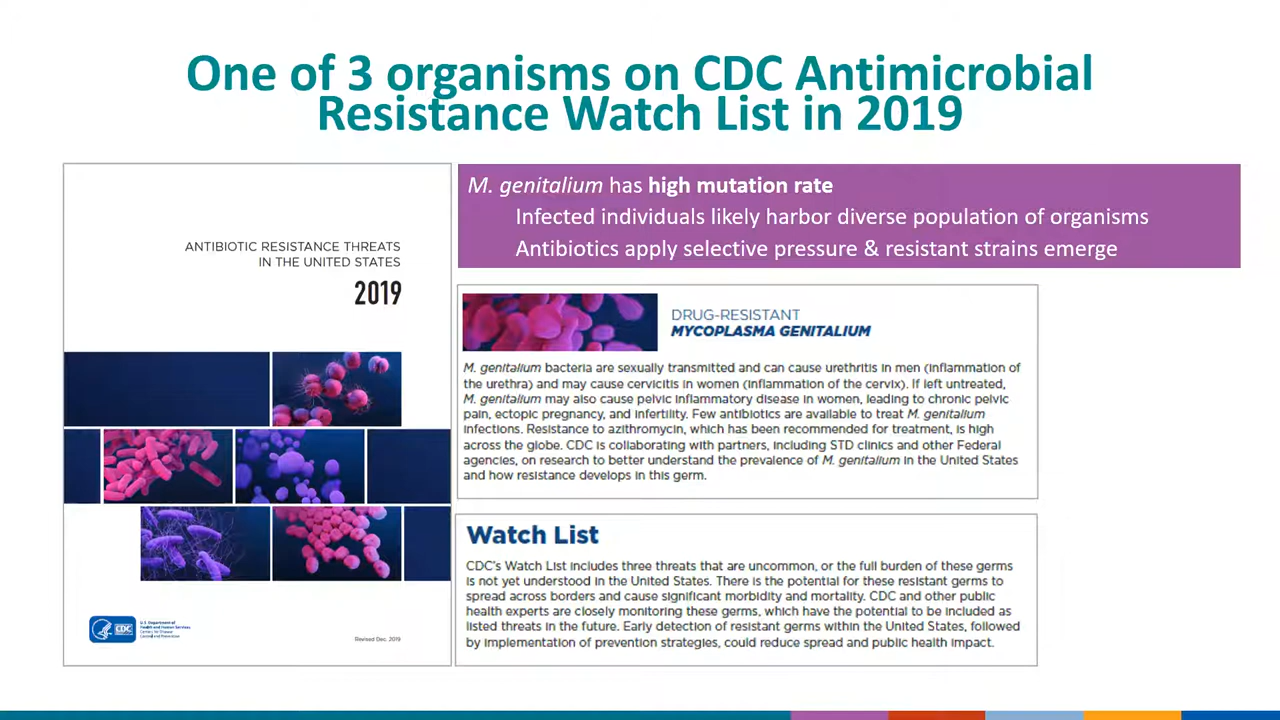 One of 3 organisms on CDC Antimicrobial
Resistance Watch List in 2019
ANTIBIOTIC RESISTANCE THREATS
IN THE UNITED STATES
2019
CDC
U.S. Department of
Health and Human Services
Centers for Disease
Control and Prevention
Revised Dec. 2019
M. genitalium has high mutation rate
Infected individuals likely harbor diverse population of organisms
Antibiotics apply selective pressure & resistant strains emerge
DRUG-RESISTANT
MYCOPLASMA GENITALIUM
M. genitalium bacteria are sexually transmitted and can cause urethritis in men (inflammation of
the urethra) and may cause cervicitis in women (inflammation of the cervix). If left untreated,
M. genitalium may also cause pelvic inflammatory disease in women, leading to chronic pelvic
pain, ectopic pregnancy, and infertility. Few antibiotics are available to treat M. genitalium
infections. Resistance to azithromycin, which has been recommended for treatment, is high
across the globe. CDC is collaborating with partners, including STD clinics and other Federal
agencies, on research to better understand the prevalence of M. genitalium in the United States
and how resistance develops in this germ.
Watch List
CDC's Watch List includes three threats that are uncommon, or the full burden of these germs
is not yet understood in the United States. There is the potential for these resistant germs to
spread across borders and cause significant morbidity and mortality. CDC and other public
health experts are closely monitoring these germs, which have the potential to be included as
listed threats in the future. Early detection of resistant germs within the United States, followed
by implementation of prevention strategies, could reduce spread and public health impact.